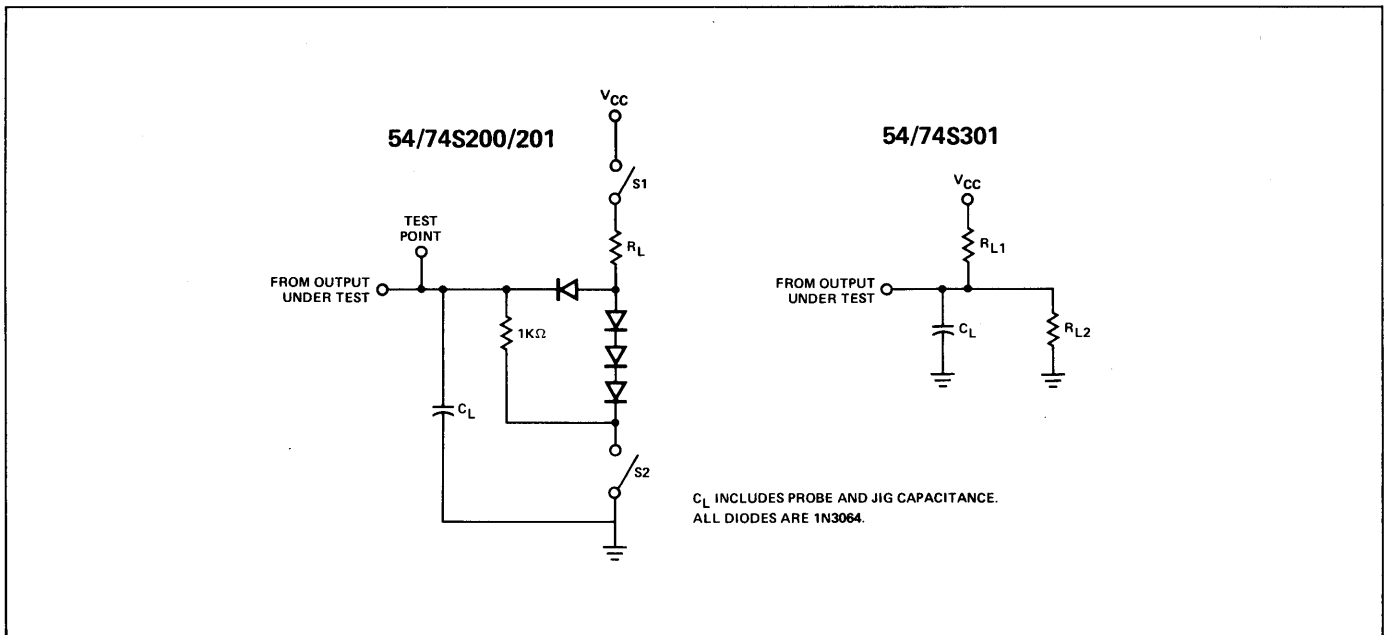 54/74S200/201
VCC
S1
RL
TEST
POINT
FROM OUTPUT
UNDER TEST
1KΩ
CL
S2
54/74S301
VCC
RL1
FROM OUTPUT
UNDER TEST
CL
RL2
CL INCLUDES PROBE AND JIG CAPACITANCE.
ALL DIODES ARE 1N3064.